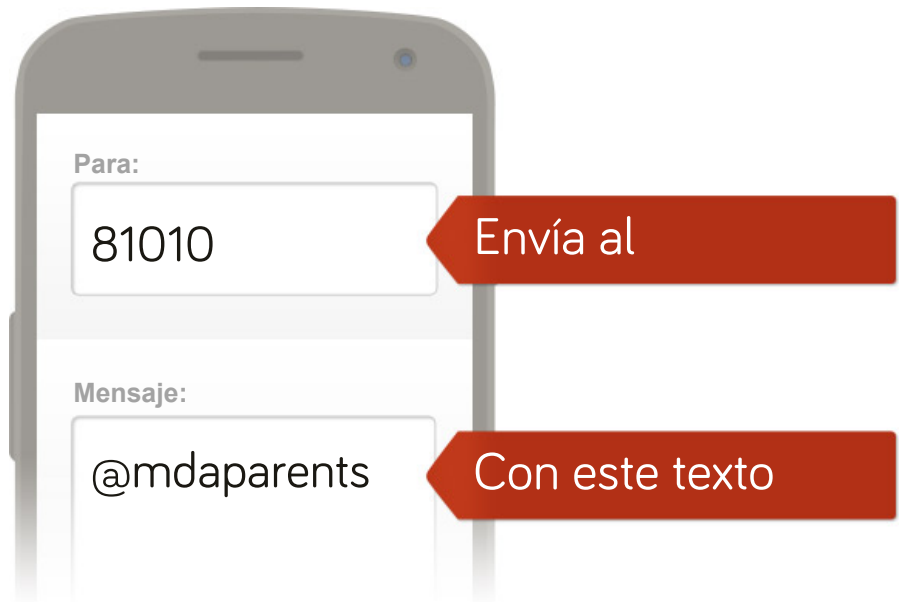 Para:
81010
Envía al
Mensaje:
@mdaparents
Con este texto